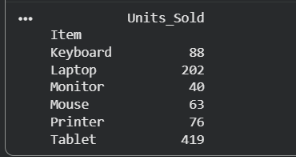 Units_Sold
Item
Keyboard 88
Laptop 202
Monitor 40
Mouse 63
Printer 76
Tablet 419